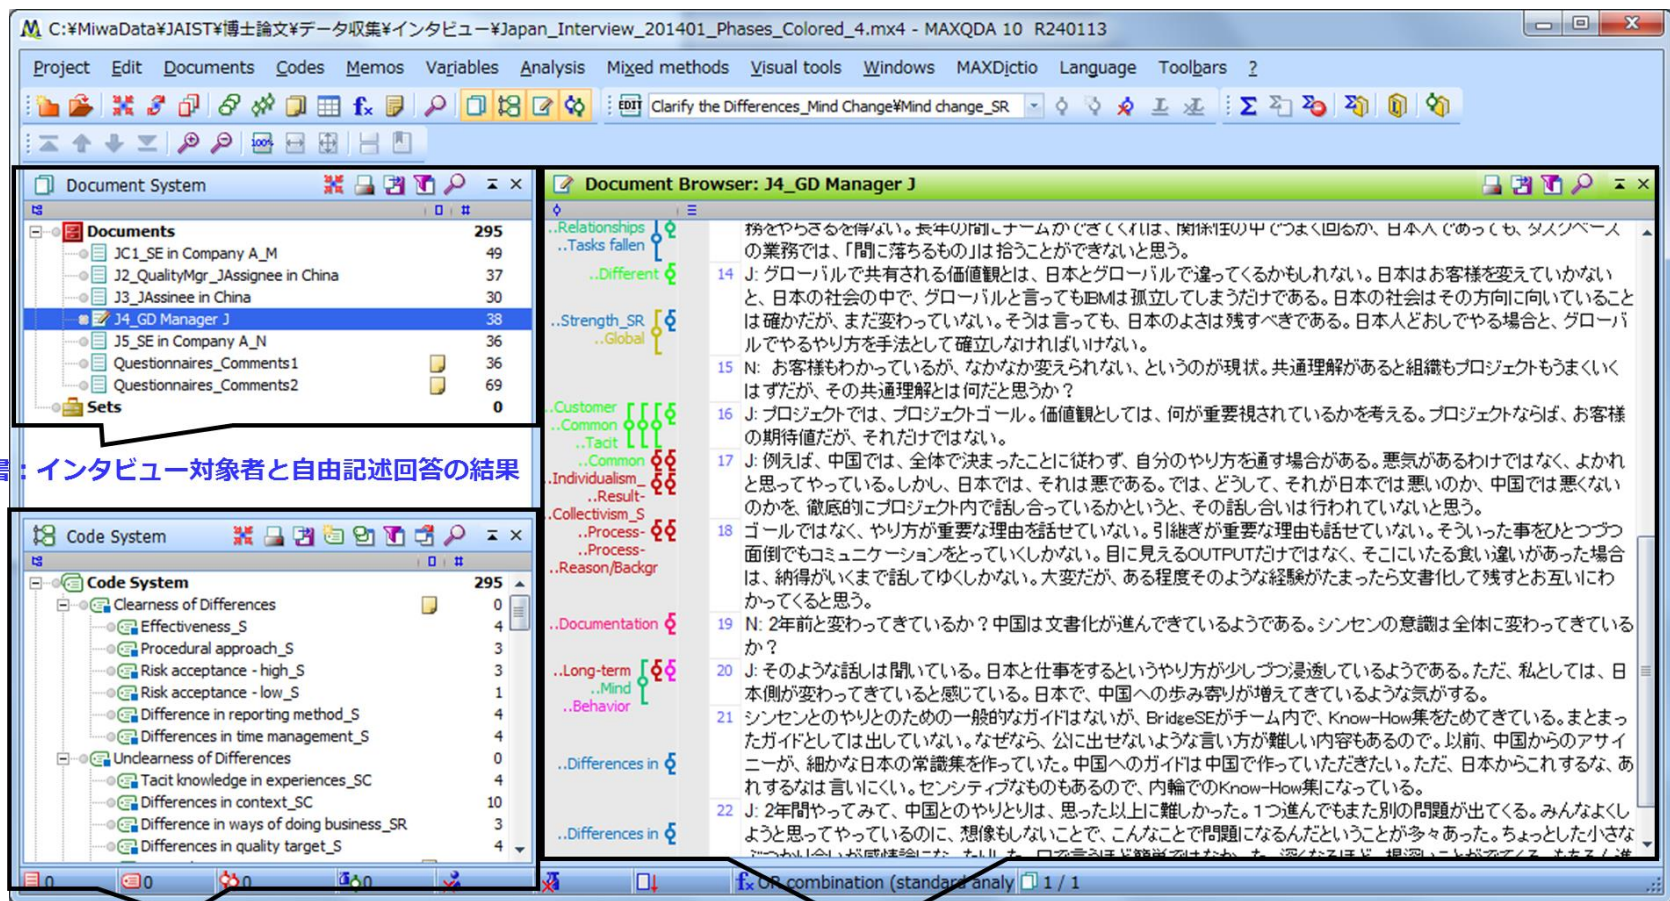 C:¥MiwaData¥JAIST¥博士論文¥データ収集¥インタビュー¥Japan_Interview_201401_Phases_Colored_4.mx4 - MAXQDA 10 R240113
Project Edit Documents Codes Memos Variables Analysis Mixed methods Visual tools Windows MAXDictio Language Toolbars ?
EDIT Clarify the Differences_Mind Change¥Mind change_SR
100%
Document System
Documents 295
JC1_SE in Company A_M 49
J2_QualityMgr_JAssignee in China 37
J3_JAssinee in China 30
J4_GD Manager J 38
J5_SE in Company A_N 36
Questionnaires_Comments1 36
Questionnaires_Comments2 69
Sets 0
：インタビュー対象者と自由記述回答の結果
Code System
Code System 295
Clearness of Differences 0
Effectiveness_S 4
Procedural approach_S 3
Risk acceptance - high_S 3
Risk acceptance - low_S 1
Difference in reporting method_S 4
Differences in time management_S 4
Unclearness of Differences 0
Tacit knowledge in experiences_SC 4
Differences in context_SC 10
Difference in ways of doing business_SR 3
Differences in quality target_S 4
Document Browser: J4_GD Manager J
..Relationships
..Tasks fallen
..Different
..Strength_SR
..Global
..Customer
..Common
..Tacit
..Common
..Individualism_
..Result-
..Collectivism_S
..Process-
..Process-
..Reason/Backgr
..Documentation
..Long-term
..Mind
..Behavior
..Differences in
..Differences in
務をやらざるを得ない。長年の間にチームができてくれば、関係性の中でうまく回るが、日本人であっても、タスクベース
の業務では、「間に落ちるもの」は拾うことができないと思う。
14 J: グローバルで共有される価値観とは、日本とグローバルで違ってくるかもしれない。日本はお客様を変えていかない
と、日本の社会の中で、グローバルと言ってもIBMは孤立してしまうだけである。日本の社会はその方向に向いていること
は確かだが、まだ変わっていない。そうは言っても、日本のよさは残すべきである。日本人どおしでやる場合と、グローバ
ルでやるやり方を手法として確立しなければいけない。
15 N: お客様もわかっているが、なかなか変えられない、というのが現状。共通理解があると組織もプロジェクトもうまくいく
はずだが、その共通理解とは何だと思うか？
16 J: プロジェクトでは、プロジェクトゴール。価値観としては、何が重要視されているかを考える。プロジェクトならば、お客様
の期待値だが、それだけではない。
17 J: 例えば、中国では、全体で決まったことに従わず、自分のやり方を通す場合がある。悪気があるわけではなく、よかれ
と思ってやっている。しかし、日本では、それは悪である。では、どうして、それが日本では悪いのか、中国では悪くない
のかを、徹底的にプロジェクト内で話し合っているかというと、その話し合いは行われていないと思う。
18 ゴールではなく、やり方が重要な理由を話せていない。引継ぎが重要な理由も話せていない。そういった事をひとつづつ
面倒でもコミュニケーションをとっていくしかない。目に見えるOUTPUTだけではなく、そこにいたる食い違いがあった場合
は、納得がいくまで話してゆくしかない。大変だが、ある程度そのような経験がたまったら文書化して残すとお互いにわ
かってくると思う。
19 N: 2年前と変わってきているか？中国は文書化が進んできているようである。シンセンの意識は全体に変わってきている
か？
20 J: そのような話しは聞いている。日本と仕事をするというやり方が少しづつ浸透しているようである。ただ、私としては、日
本側が変わってきていると感じている。日本で、中国への歩み寄りが増えてきているような気がする。
21 シンセンとのやりとのための一般的なガイドはないが、BridgeSEがチーム内で、Know-How集をためてきている。まとまっ
たガイドとしては出していない。なぜなら、公に出せないような言い方が難しい内容もあるので。以前、中国からのアサイ
ニーが、細かな日本の常識集を作っていた。中国へのガイドは中国で作っていただきたい。ただ、日本からこれするな、あ
れするなは言いにくい。センシティブなものもあるので、内輪でのKnow-How集になっている。
22 J: 2年間やってみて、中国とのやりとりは、思った以上に難しかった。1つ進んでもまた別の問題が出てくる。みんなよくし
ようと思ってやっているのに、想像もしないことで、こんなことで問題になるんだということが多々あった。ちょっとした小さな
0 0 0 0 OR combination (standard analy 1 / 1